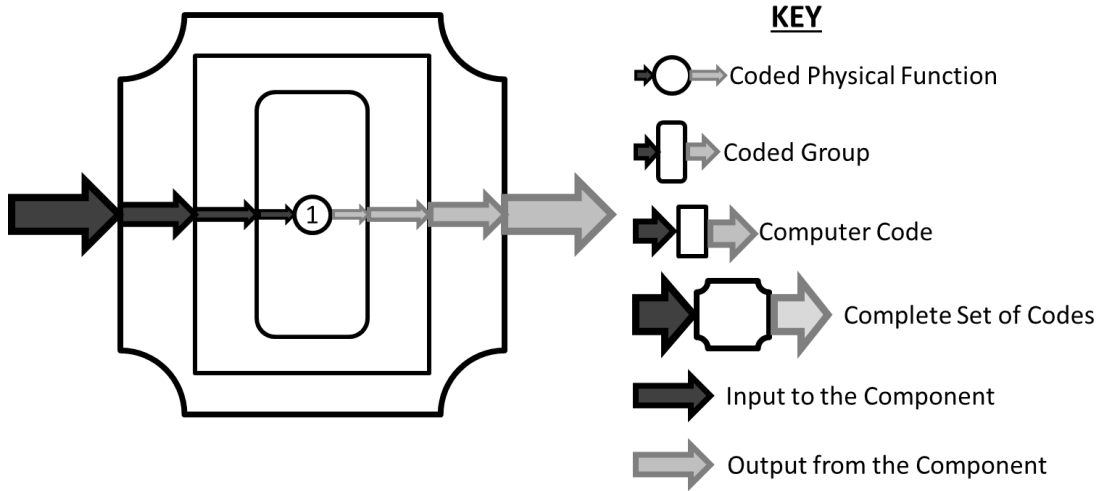 KEY
Coded Physical Function
Coded Group
1
Computer Code
Complete Set of Codes
Input to the Component
Output from the Component